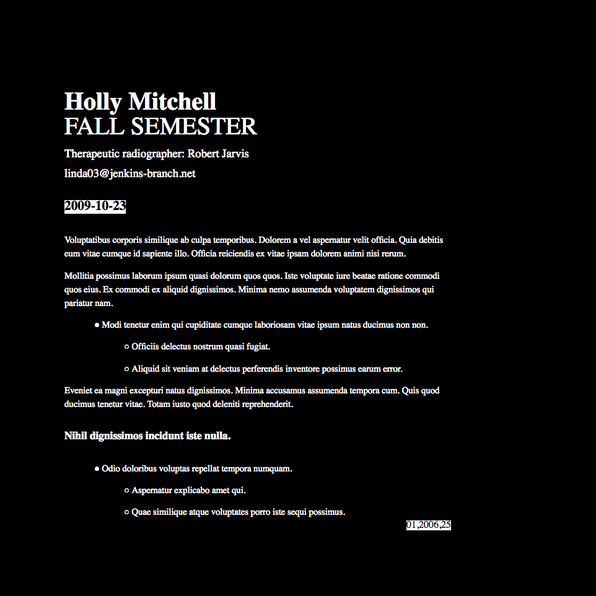 Holly Mitchell
FALL SEMESTER
Therapeutic radiographer: Robert Jarvis
linda03@jenkins-branch.net
2009-10-23
Voluptatibus corporis similique ab culpa temporibus. Dolorem a vel aspernatur velit officia. Quia debitis
eum vitae cumque id sapiente illo. Officia reiciendis ex vitae ipsam dolorem animi nisi rerum.
Mollitia possimus laborum ipsum quasi dolorum quos quos. Iste voluptate iure beatae ratione commodi
quos eius. Ex commodi ex aliquid dignissimos. Minima nemo assumenda voluptatem dignissimos qui
pariatur nam.
● Modi tenetur enim qui cupiditate cumque laboriosam vitae ipsum natus ducimus non non.
○ Officiis delectus nostrum quasi fugiat.
○ Aliquid sit veniam at delectus perferendis inventore possimus earum error.
Eveniet ea magni excepturi natus dignissimos. Minima accusamus assumenda tempora cum. Quis quod
ducimus tenetur vitae. Totam iusto quod deleniti reprehenderit.
Nihil dignissimos incidunt iste nulla.
● Odio doloribus voluptas repellat tempora numquam.
○ Aspernatur explicabo amet qui.
○ Quae similique atque voluptates porro iste sequi possimus.
01,2006,25